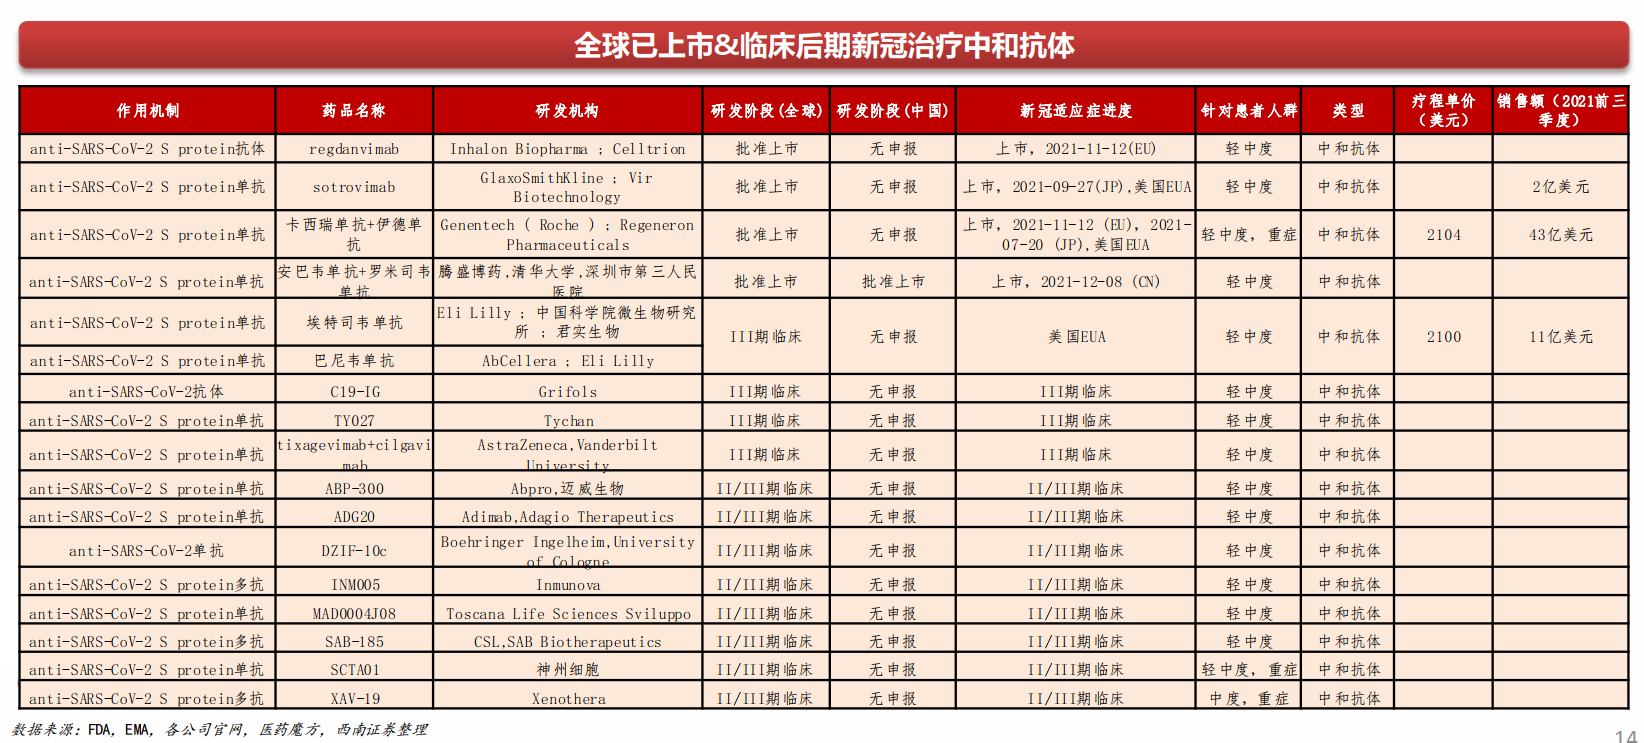 全球已上市&临床后期新冠治疗中和抗体
作用机制 药品名称 研发机构 研发阶段(全球) 研发阶段(中国) 新冠适应症进度 针对患者人群 类型 疗程单价（美元） 销售额（2021前三季度）
anti-SARS-CoV-2 S protein抗体 regdanvimab Inhalon Biopharma ; Celltrion 批准上市 无申报 上市，2021-11-12(EU) 轻中度 中和抗体
anti-SARS-CoV-2 S protein单抗 sotrovimab GlaxoSmithKline ; Vir Biotechnology 批准上市 无申报 上市，2021-09-27(JP),美国EUA 轻中度 中和抗体 2亿美元
anti-SARS-CoV-2 S protein单抗 卡西瑞单抗+伊德单抗 Genentech ( Roche ) ; Regeneron Pharmaceuticals 批准上市 无申报 上市，2021-11-12 (EU), 2021-07-20 (JP),美国EUA 轻中度，重症 中和抗体 2104 43亿美元
anti-SARS-CoV-2 S protein单抗 安巴韦单抗+罗米司韦单抗 腾盛博药,清华大学,深圳市第三人民医院 批准上市 批准上市 上市，2021-12-08 (CN) 轻中度 中和抗体
anti-SARS-CoV-2 S protein单抗 埃特司韦单抗 Eli Lilly ; 中国科学院微生物研究所 ; 君实生物 III期临床 无申报 美国EUA 轻中度 中和抗体 2100 11亿美元
anti-SARS-CoV-2 S protein单抗 巴尼韦单抗 AbCellera ; Eli Lilly
anti-SARS-CoV-2抗体 C19-IG Grifols III期临床 无申报 III期临床 轻中度 中和抗体
anti-SARS-CoV-2 S protein单抗 TY027 Tychan III期临床 无申报 III期临床 轻中度 中和抗体
anti-SARS-CoV-2 S protein单抗 tixagevimab+cilgavimab AstraZeneca,Vanderbilt University III期临床 无申报 III期临床 轻中度 中和抗体
anti-SARS-CoV-2 S protein单抗 ABP-300 Abpro,迈威生物 II/III期临床 无申报 II/III期临床 轻中度 中和抗体
anti-SARS-CoV-2 S protein单抗 ADG20 Adimab,Adagio Therapeutics II/III期临床 无申报 II/III期临床 轻中度 中和抗体
anti-SARS-CoV-2单抗 DZIF-10c Boehringer Ingelheim,University of Cologne II/III期临床 无申报 II/III期临床 轻中度 中和抗体
anti-SARS-CoV-2 S protein多抗 INM005 Inmunova II/III期临床 无申报 II/III期临床 轻中度 中和抗体
anti-SARS-CoV-2 S protein单抗 MAD0004J08 Toscana Life Sciences Sviluppo II/III期临床 无申报 II/III期临床 轻中度 中和抗体
anti-SARS-CoV-2 S protein多抗 SAB-185 CSL,SAB Biotherapeutics II/III期临床 无申报 II/III期临床 轻中度 中和抗体
anti-SARS-CoV-2 S protein单抗 SCTA01 神州细胞 II/III期临床 无申报 II/III期临床 轻中度，重症 中和抗体
anti-SARS-CoV-2 S protein多抗 XAV-19 Xenothera II/III期临床 无申报 II/III期临床 中度，重症 中和抗体
数据来源：FDA，EMA，各公司官网，医药魔方，西南证券整理
14